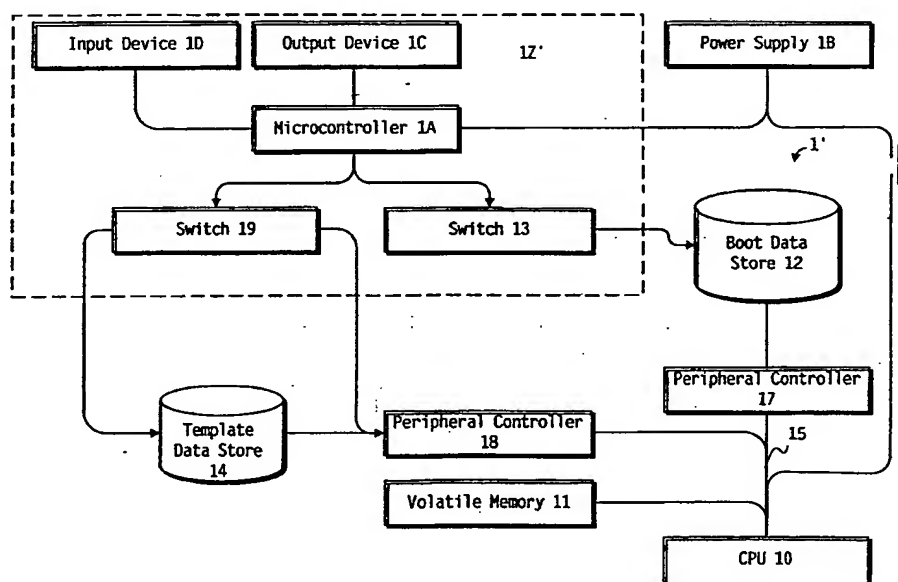 Input Device 1D
Output Device 1C
1Z'
Power Supply 1B
Microcontroller 1A
1'
Switch 19
Switch 13
Boot Data
Store 12
Peripheral Controller
17
Template
Data Store
14
Peripheral Controller
18
15
Volatile Memory 11
CPU 10